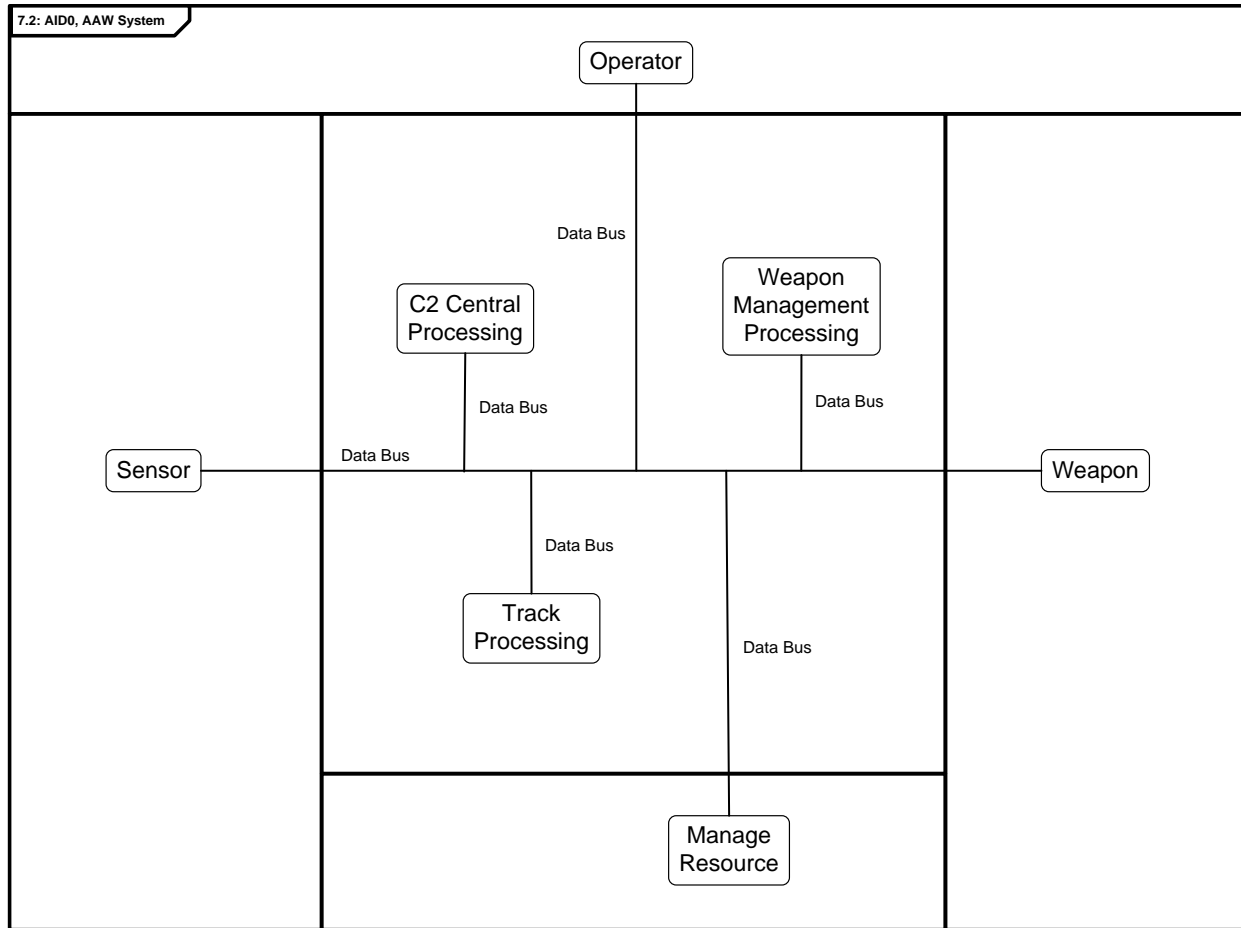 7.2: AID0, AAW System
Operator
Data Bus
C2 Central
Processing
Weapon
Management
Processing
Data Bus
Data Bus
Data Bus
Sensor
Weapon
Data Bus
Track
Processing
Data Bus
Manage
Resource